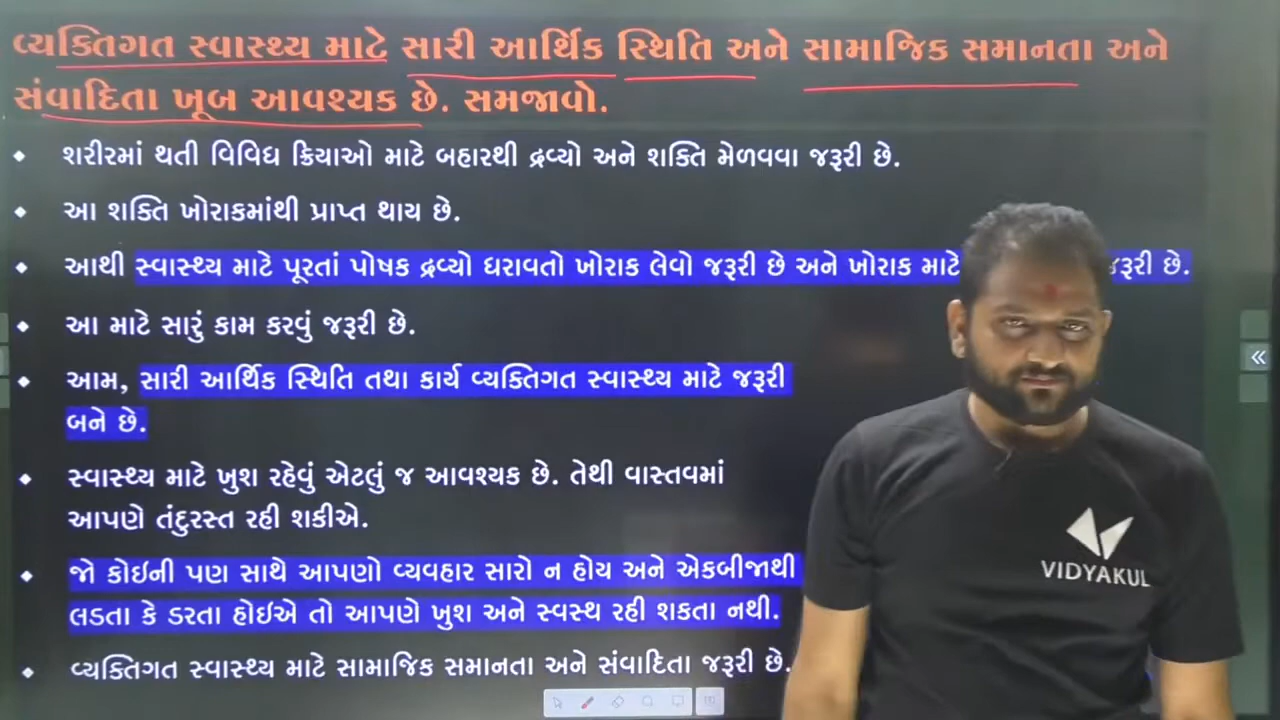 વ્યક્તિગત સ્વાસ્થ્ય માટે સારી આર્થિક સ્થિતિ અને સામાજિક સમાનતા અને
સંવાદિતા ખૂબ આવશ્યક છે. સમજાવો.
શરીરમાં થતી વિવિધ ક્રિયાઓ માટે બહારથી દ્રવ્યો અને શક્તિ મેળવવા જરૂરી છે.
આ શક્તિ ખોરાકમાંથી પ્રાપ્ત થાય છે.
આથી સ્વાસ્થ્ય માટે પૂરતાં પોષક દ્રવ્યો ધરાવતો ખોરાક લેવો જરૂરી છે અને ખોરાક માટે જરૂરી છે.
આ માટે સારું કામ કરવું જરૂરી છે.
આમ, સારી આર્થિક સ્થિતિ તથા કાર્ય વ્યક્તિગત સ્વાસ્થ્ય માટે જરૂરી
બને છે.
સ્વાસ્થ્ય માટે ખુશ રહેવું એટલું જ આવશ્યક છે. તેથી વાસ્તવમાં
આપણે તંદુરસ્ત રહી શકીએ.
જો કોઇની પણ સાથે આપણો વ્યવહાર સારો ન હોય અને એકબીજાથી
લડતા કે ડરતા હોઇએ તો આપણે ખુશ અને સ્વસ્થ રહી શકતા નથી.
વ્યક્તિગત સ્વાસ્થ્ય માટે સામાજિક સમાનતા અને સંવાદિતા જરૂરી છે.
VIDYAKUL